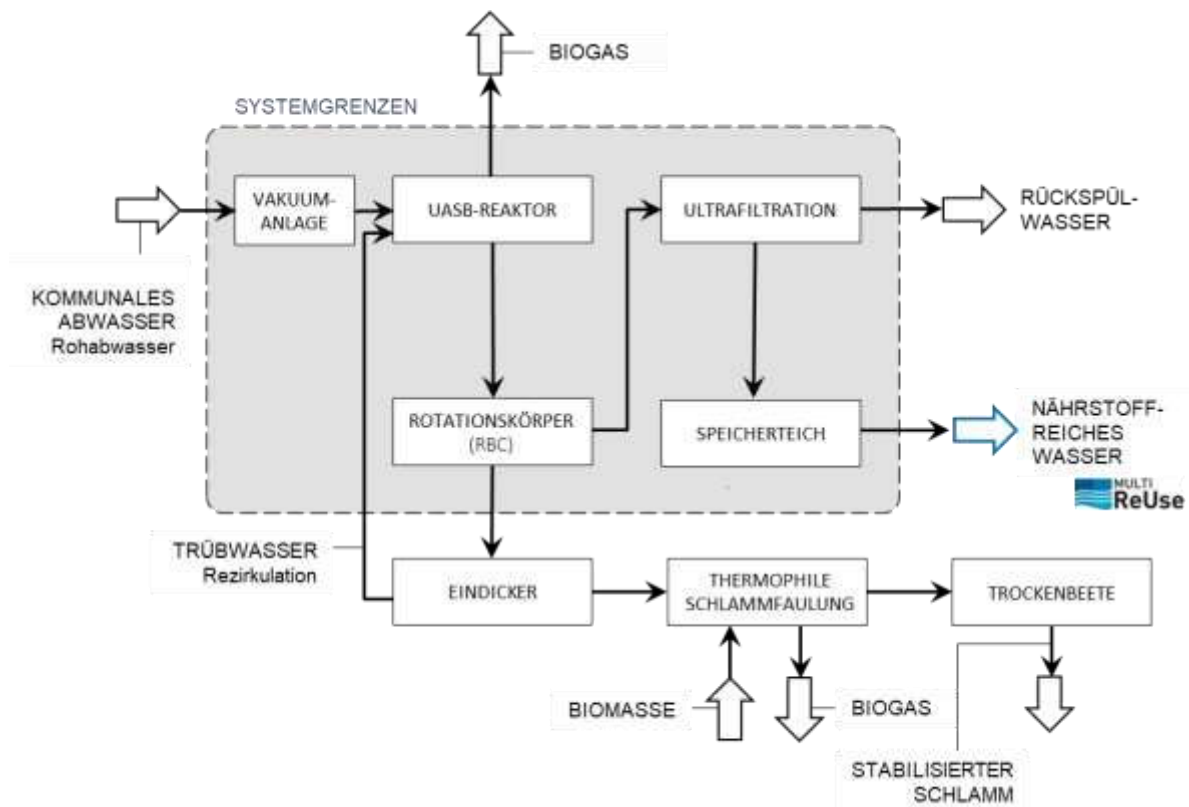 BIOGAS
SYSTEMGRENZEN
VAKUUM-
ANLAGE
UASB-REAKTOR
ULTRAFILTRATION
RÜCKSPÜL-
WASSER
KOMMUNALES
ABWASSER
Rohabwasser
ROTATIONSKÖRPER
(RBC)
SPEICHERTEICH
NÄHRSTOFF-
REICHES
WASSER
MULTI
ReUse
TRÜBWASSER
Rezirkulation
EINDICKER
THERMOPHILE
SCHLAMMFAULUNG
TROCKENBEETE
BIOMASSE
BIOGAS
STABILISIERTER
SCHLAMM